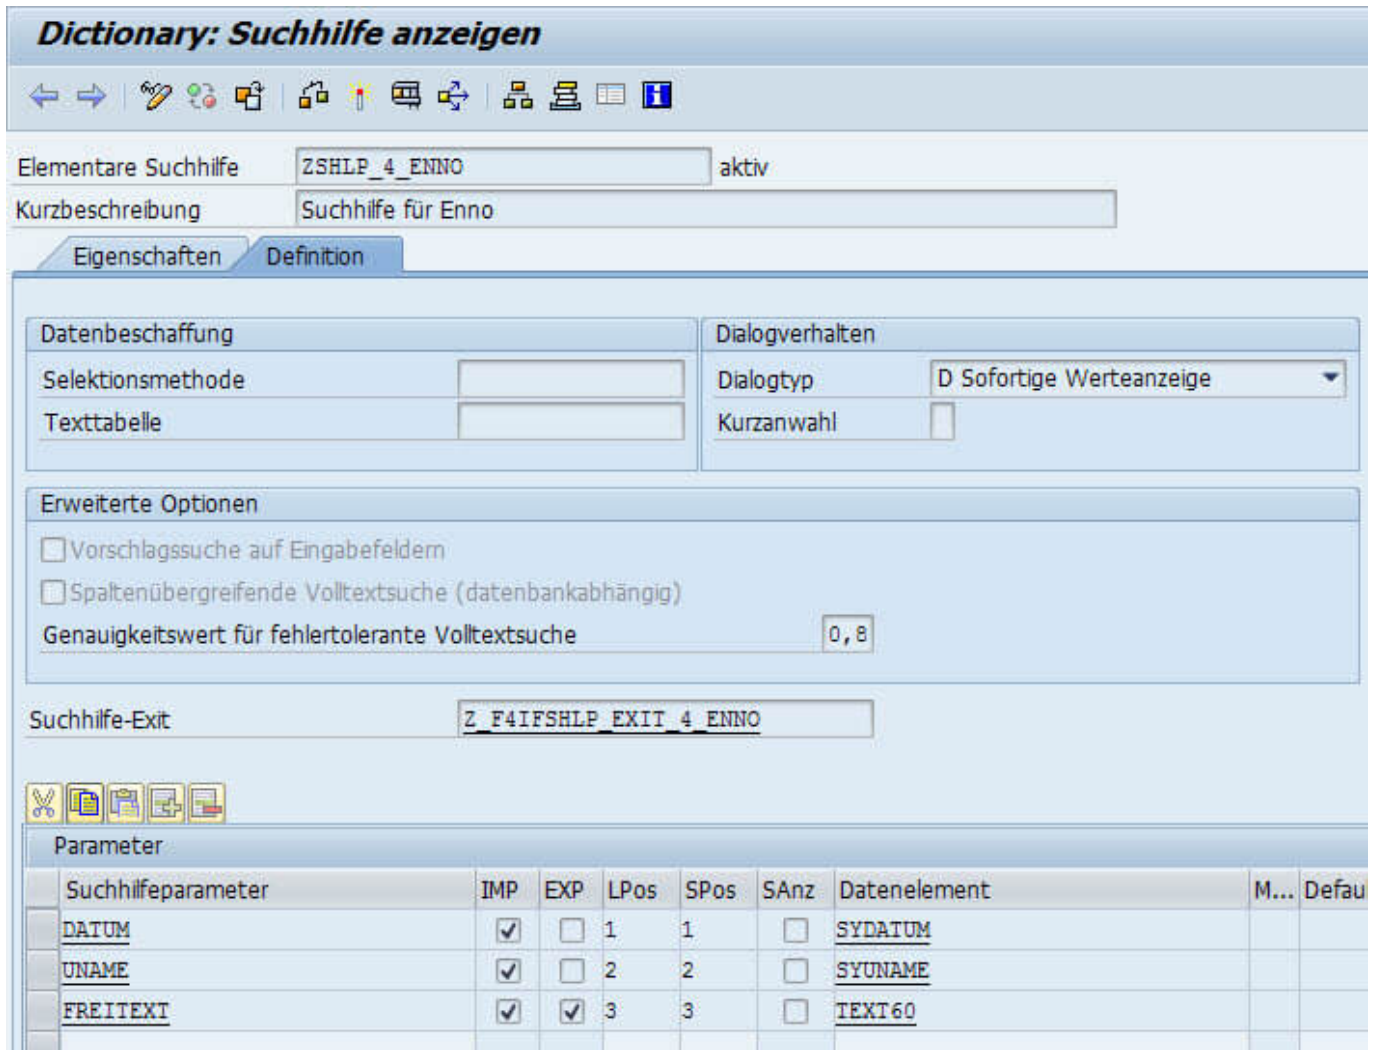 Dictionary: Suchhilfe anzeigen
Elementare Suchhilfe ZSHLP_4_ENNO aktiv
Kurzbeschreibung Suchhilfe für Enno
Eigenschaften Definition
Datenbeschaffung Dialogverhalten
Selektionsmethode Dialogtyp D Sofortige Werteanzeige
Texttabelle Kurzanwahl
Erweiterte Optionen
Vorschlagssuche auf Eingabefeldern
Spaltenübergreifende Volltextsuche (datenbankabhängig)
Genauigkeitswert für fehlertolerante Volltextsuche 0,8
Suchhilfe-Exit Z_F4IFSHLP_EXIT_4_ENNO
Parameter
Suchhilfeparameter IMP EXP LPos SPos SAnz Datenelement M... Defaul
DATUM 1 1 SYDATUM
UNAME 2 2 SYUNAME
FREITEXT 3 3 TEXT60